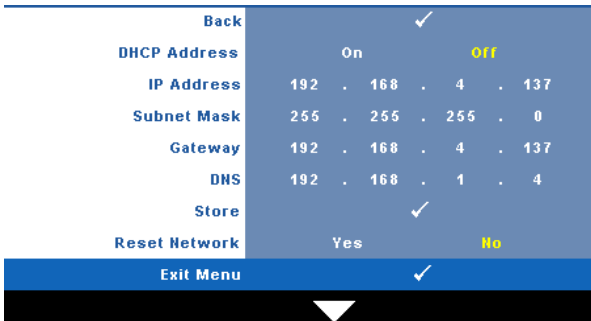 Back ✓
DHCP Address On Off
IP Address 192 . 168 . 4 . 137
Subnet Mask 255 . 255 . 255 . 0
Gateway 192 . 168 . 4 . 137
DNS 192 . 168 . 1 . 4
Store ✓
Reset Network Yes No
Exit Menu ✓